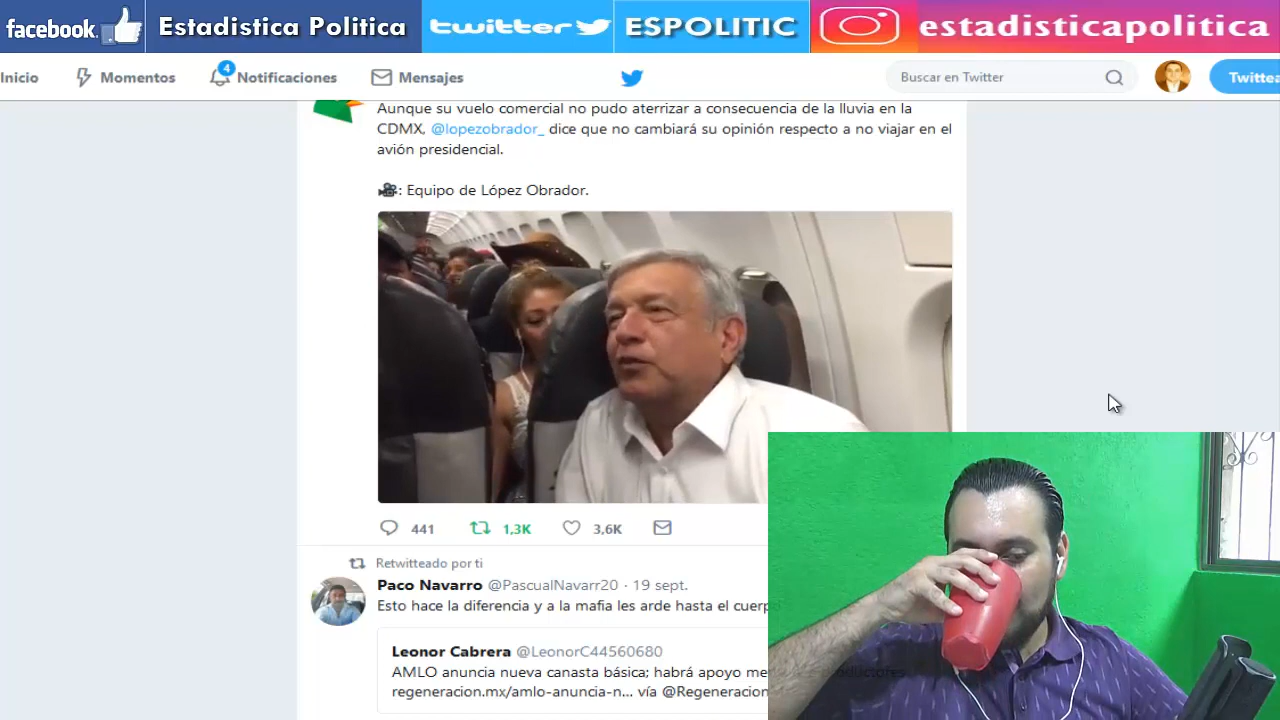 facebook. Estadistica Politica twitter ESPOLITIC estadisticapolitica
Inicio Momentos 4 Notificaciones Mensajes Buscar en Twitter Twittea
Aunque su vuelo comercial no pudo aterrizar a consecuencia de la lluvia en la
CDMX, @lopezobrador_ dice que no cambiará su opinión respecto a no viajar en el
avión presidencial.
: Equipo de López Obrador.
441 1,3K 3,6K
Retwitteado por ti
Paco Navarro @PascualNavarr20 · 19 sept.
Esto hace la diferencia y a la mafia les arde hasta el cuerpo
Leonor Cabrera @LeonorC44560680
AMLO anuncia nueva canasta básica; habrá apoyo productores
regeneracion.mx/amlo-anuncia-n... vía @Regeneracion